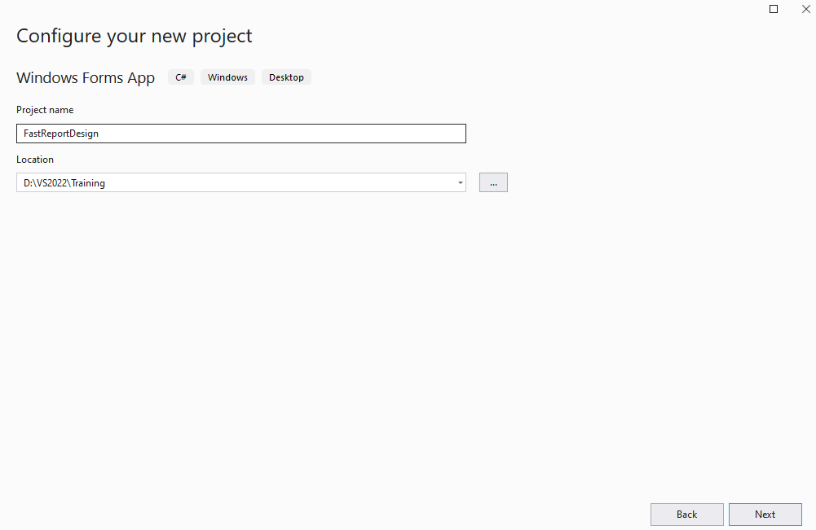 Configure your new project
Windows Forms App C# Windows Desktop
Project name
FastReportDesign
Location
D:\VS2022\Training ...
Back Next